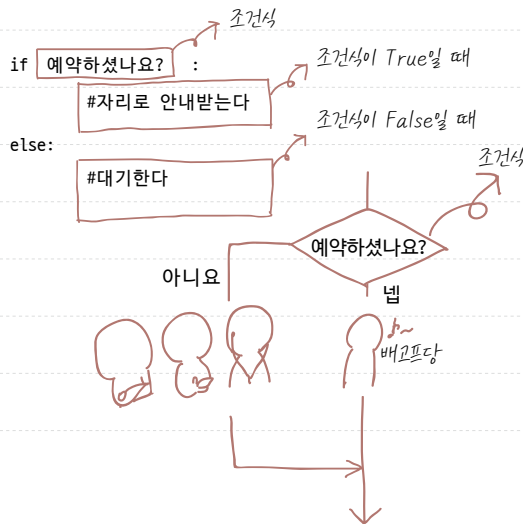 조건식
if 예약하셨나요? :
조건식이 True일 때
#자리로 안내받는다
조건식이 False일 때
else:
#대기한다
조건식
예약하셨나요?
아니요
넵
배고프당